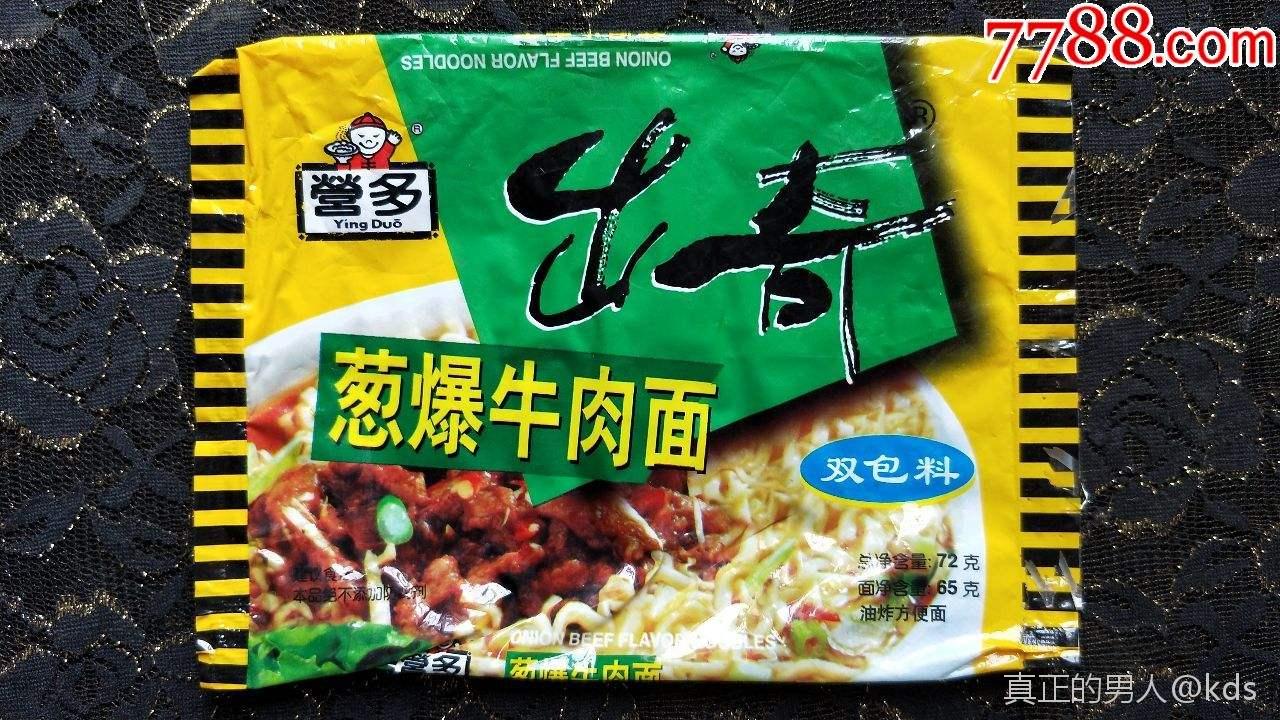 7788.com
ONION BEEF FLAVOR NOODLES
®
®
營多
Ying Duō
出奇
葱爆牛肉面
双包料
总净含量: 72 克
面净含量: 65 克
油炸方便面
ONION BEEF FLAVOR NOODLES
營多
葱爆牛肉面
真正的男人@kds